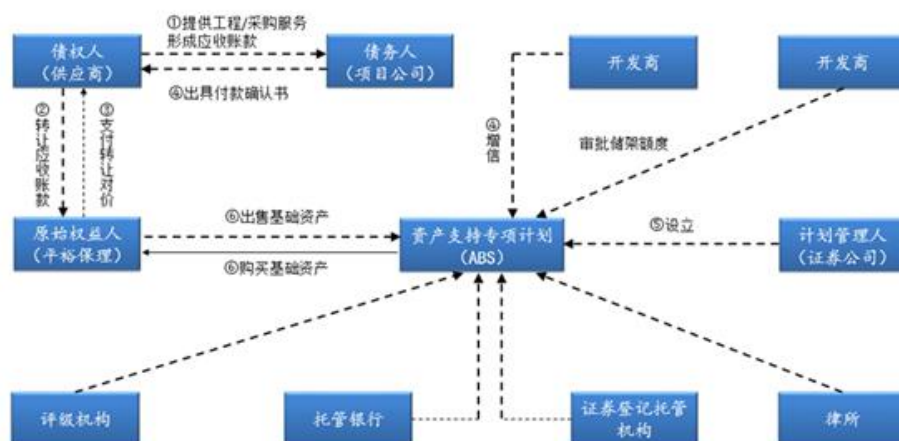 ①提供工程/采购服务
形成应收账款
债权人
(供应商)
债务人
(项目公司)
开发商
开发商
④出具付款确认书
②转让应收账款
③支付转让对价
④增信
审批储架额度
⑥出售基础资产
⑤设立
原始权益人
(平裕保理)
资产支持专项计划
(ABS)
计划管理人
(证券公司)
⑥购买基础资产
评级机构
托管银行
证券登记托管
机构
律所